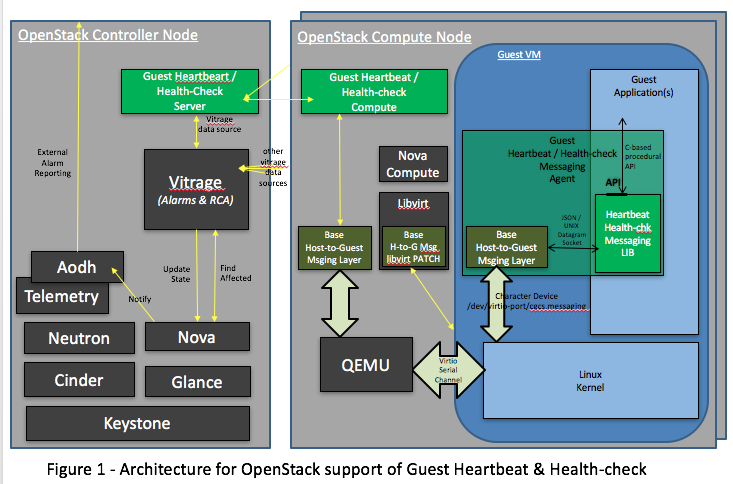 OpenStack Controller Node
Guest Heartbeart /
Health-Check
Server
Vitrage
data source
External
Alarm
Reporting
Vitrage
(Alarms & RCA)
other
vitrage
data
sources
Aodh
Telemetry
Update
State
Find
Affected
Notify
Neutron
Nova
Cinder
Glance
Keystone
OpenStack Compute Node
Guest Heartbeat /
Health-check
Compute
Nova
Compute
Libvirt
Base
Host-to-Guest
Msging Layer
Base
H-to-G Msg
libvirt PATCH
QEMU
Virtio
Serial
Channel
Guest VM
Guest
Application(s)
Guest
Heartbeat / Health-check
Messaging
Agent
C-based
procedural
API
API
Base
Host-to-Guest
Msging Layer
JSON /
UNIX
Datagram
Socket
Heartbeat
Health-chk
Messaging
LIB
Character Device
/dev/virtio-port/cgcs.messaging
Linux
Kernel
Figure 1 - Architecture for OpenStack support of Guest Heartbeat & Health-check